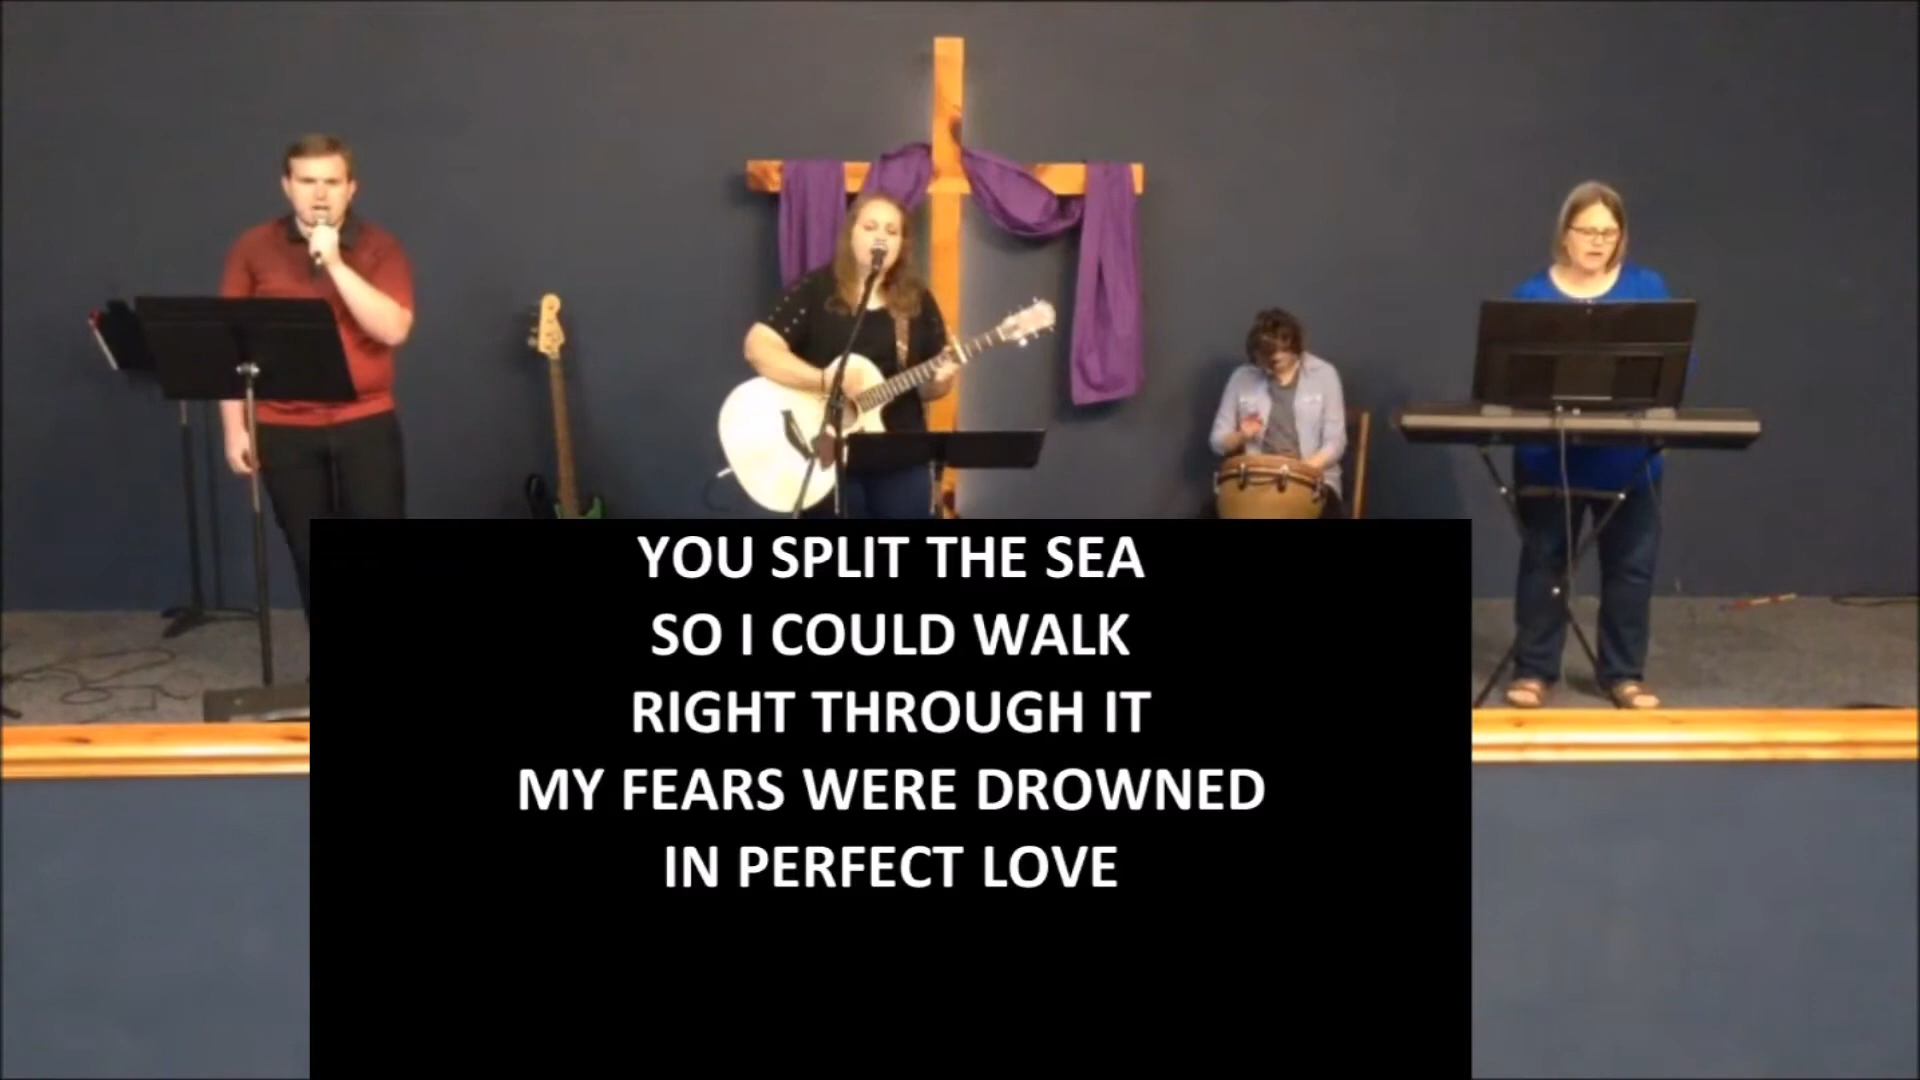 YOU SPLIT THE SEA
SO I COULD WALK
RIGHT THROUGH IT
MY FEARS WERE DROWNED
IN PERFECT LOVE